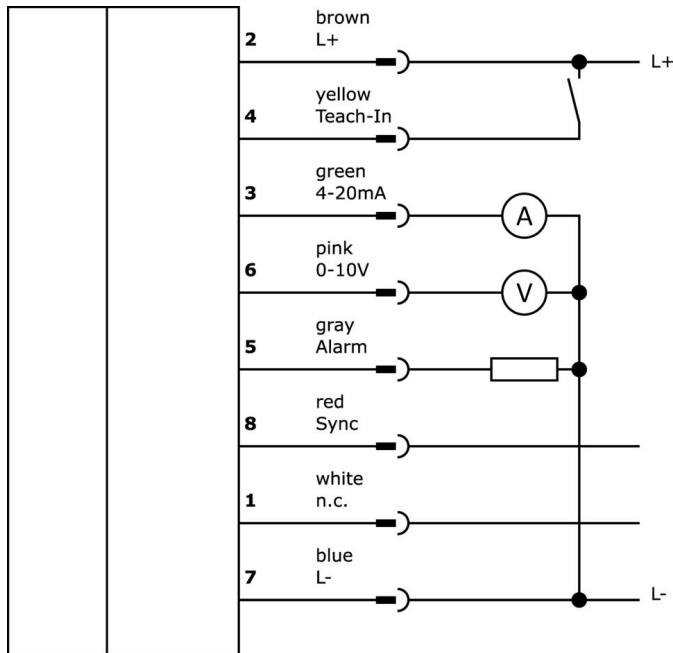 brown
2 L+
L+
yellow
4 Teach-In
green
3 4-20mA
A
pink
6 0-10V
V
gray
5 Alarm
red
8 Sync
white
1 n.c.
blue
7 L-
L-